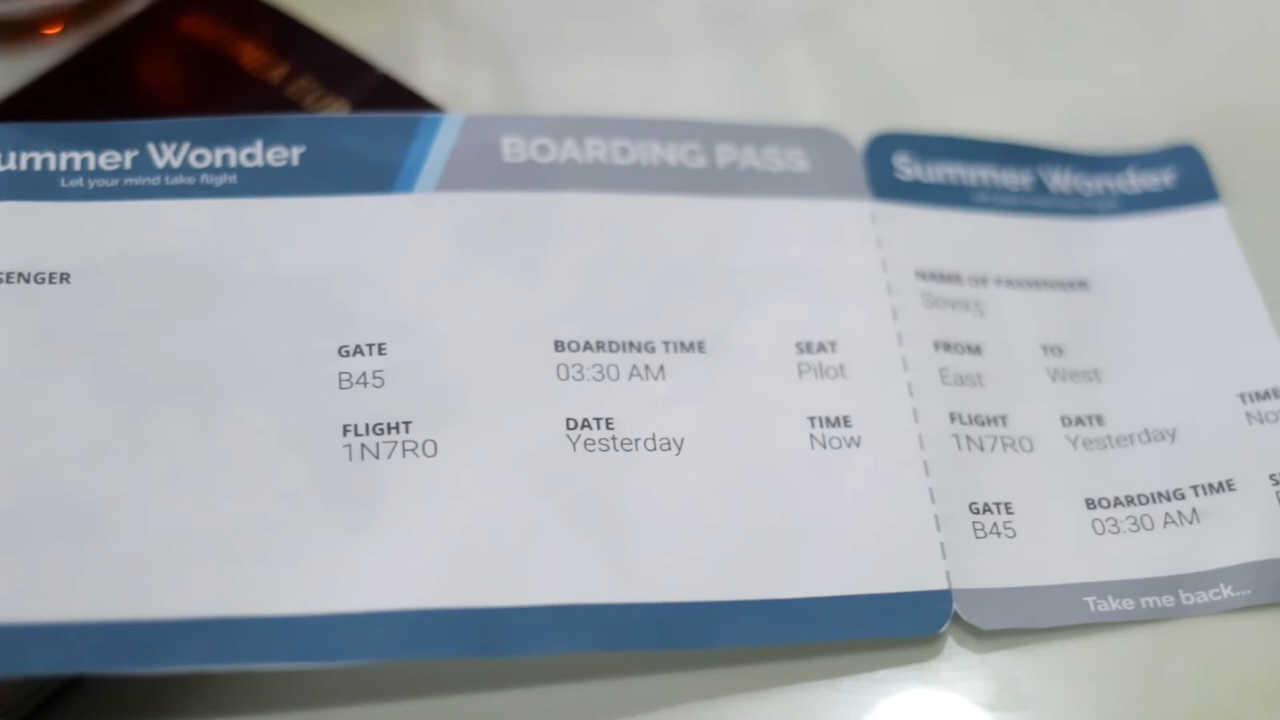 ummer Wonder
Let your mind take flight
BOARDING PASS
SENGER
GATE
B45
BOARDING TIME
03:30 AM
SEAT
Pilot
FLIGHT
1N7R0
DATE
Yesterday
TIME
Now
Summer Wonder
NAME OF PASSENGER
FROM
East
TO
West
FLIGHT
1N7R0
DATE
Yesterday
TIME
No
GATE
B45
BOARDING TIME
03:30 AM
Take me back...